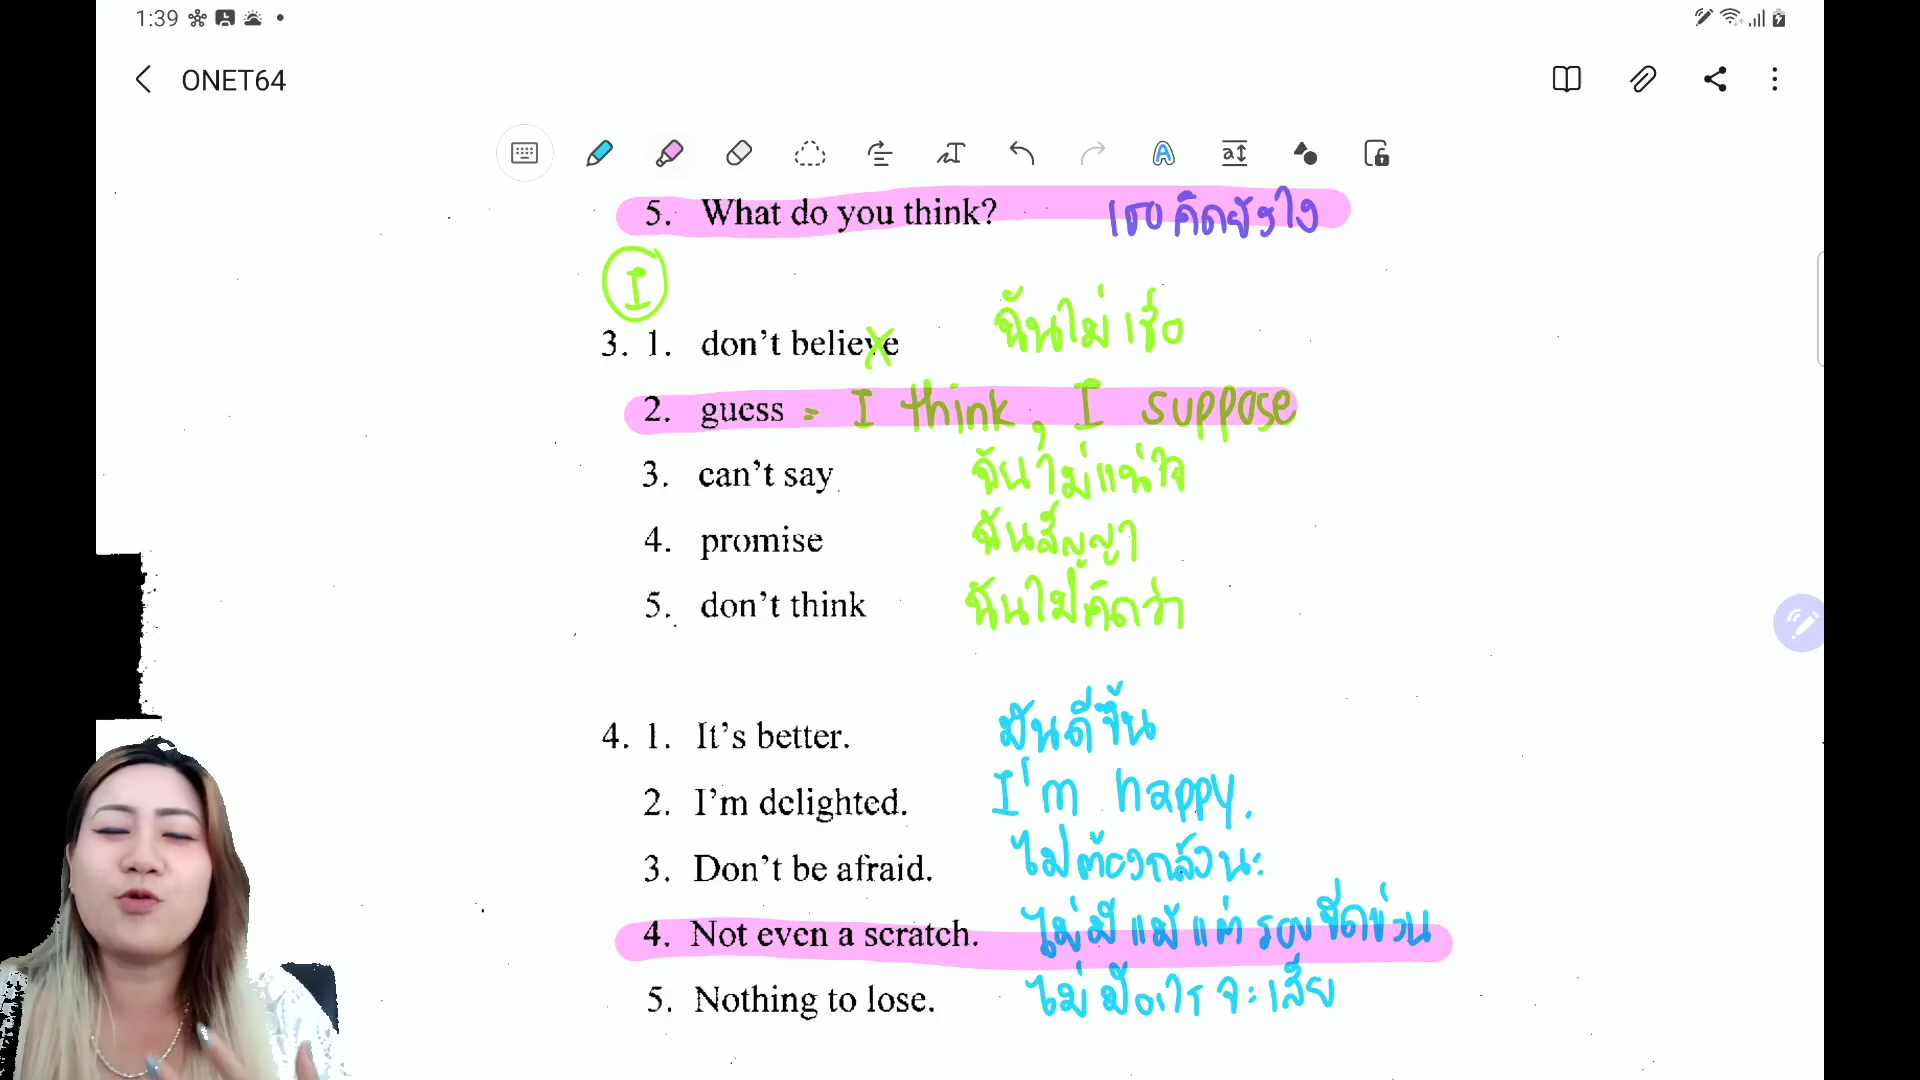 1:39
ONET64
5. What do you think? เธอคิดยังไง
I
3. 1. don't believe ฉันไม่เชื่อ
2. guess = I think, I suppose
3. can't say ฉันไม่แน่ใจ
4. promise ฉันสัญญา
5. don't think ฉันไม่คิดว่า
4. 1. It's better. มันดีขึ้น
2. I'm delighted. I'm happy.
3. Don't be afraid. ไม่ต้องกลัวนะ
4. Not even a scratch. ไม่มีแม้แต่รอยขีดข่วน
5. Nothing to lose. ไม่มีอะไรจะเสีย